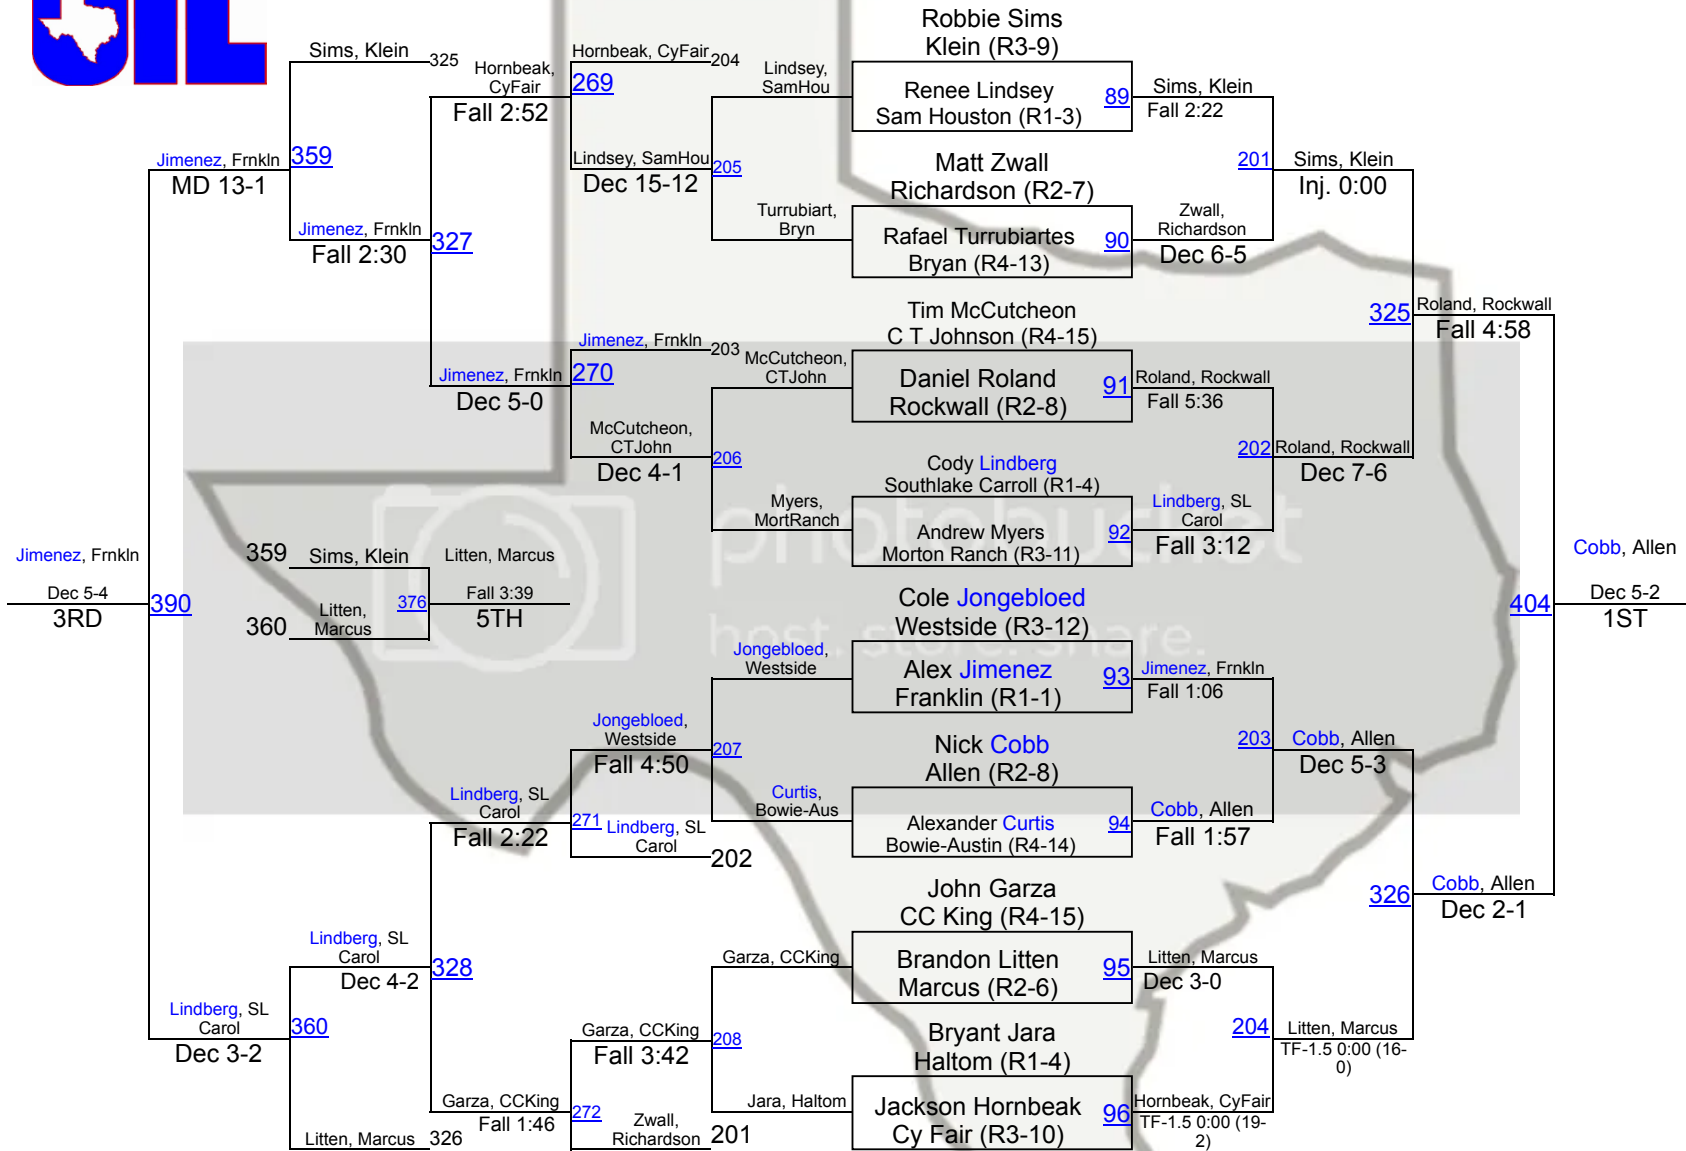 UIL
Robbie Sims
Klein (R3-9)
Renee Lindsey
Sam Houston (R1-3)
89
Matt Zwall
Richardson (R2-7)
Rafael Turrubiartes
Bryan (R4-13)
90
Tim McCutcheon
C T Johnson (R4-15)
Daniel Roland
Rockwall (R2-8)
91
Cody Lindberg
Southlake Carroll (R1-4)
Andrew Myers
Morton Ranch (R3-11)
92
Cole Jongebloed
Westside (R3-12)
Alex Jimenez
Franklin (R1-1)
93
Nick Cobb
Allen (R2-8)
Alexander Curtis
Bowie-Austin (R4-14)
94
John Garza
CC King (R4-15)
Brandon Litten
Marcus (R2-6)
95
Bryant Jara
Haltom (R1-4)
Jackson Hornbeak
Cy Fair (R3-10)
96
Sims, Klein
Fall 2:22
Zwall,
Richardson
Dec 6-5
Roland, Rockwall
Fall 5:36
Lindberg, SL
Carol
Fall 3:12
Jimenez, Frnkln
Fall 1:06
Cobb, Allen
Fall 1:57
Litten, Marcus
Dec 3-0
Hornbeak, CyFair
TF-1.5 0:00 (19-
2)
201
Sims, Klein
Inj. 0:00
202
Roland, Rockwall
Dec 7-6
203
Cobb, Allen
Dec 5-3
204
Litten, Marcus
TF-1.5 0:00 (16-
0)
325
Roland, Rockwall
Fall 4:58
326
Cobb, Allen
Dec 2-1
404
Cobb, Allen
Dec 5-2
1ST
Lindsey,
SamHou
Turrubiart,
Bryn
McCutcheon,
CTJohn
Myers,
MortRanch
Jongebloed,
Westside
Curtis,
Bowie-Aus
Garza, CCKing
Jara, Haltom
Hornbeak, CyFair
204
Lindsey, SamHou
205
Dec 15-12
Jimenez, Frnkln
203
McCutcheon,
CTJohn
206
Dec 4-1
Jongebloed,
Westside
207
Fall 4:50
Lindberg, SL
Carol
202
Garza, CCKing
208
Fall 3:42
Zwall,
Richardson
201
Hornbeak,
CyFair
269
Fall 2:52
Jimenez, Frnkln
270
Dec 5-0
Lindberg, SL
Carol
271
Fall 2:22
Garza, CCKing
272
Fall 1:46
Sims, Klein
325
Jimenez, Frnkln
327
Fall 2:30
Lindberg, SL
Carol
328
Dec 4-2
Litten, Marcus
326
Jimenez, Frnkln
359
MD 13-1
Lindberg, SL
Carol
360
Dec 3-2
Jimenez, Frnkln
390
Dec 5-4
3RD
359
Sims, Klein
360
Litten,
Marcus
376
Litten, Marcus
Fall 3:39
5TH
photobucket
host. store. share.